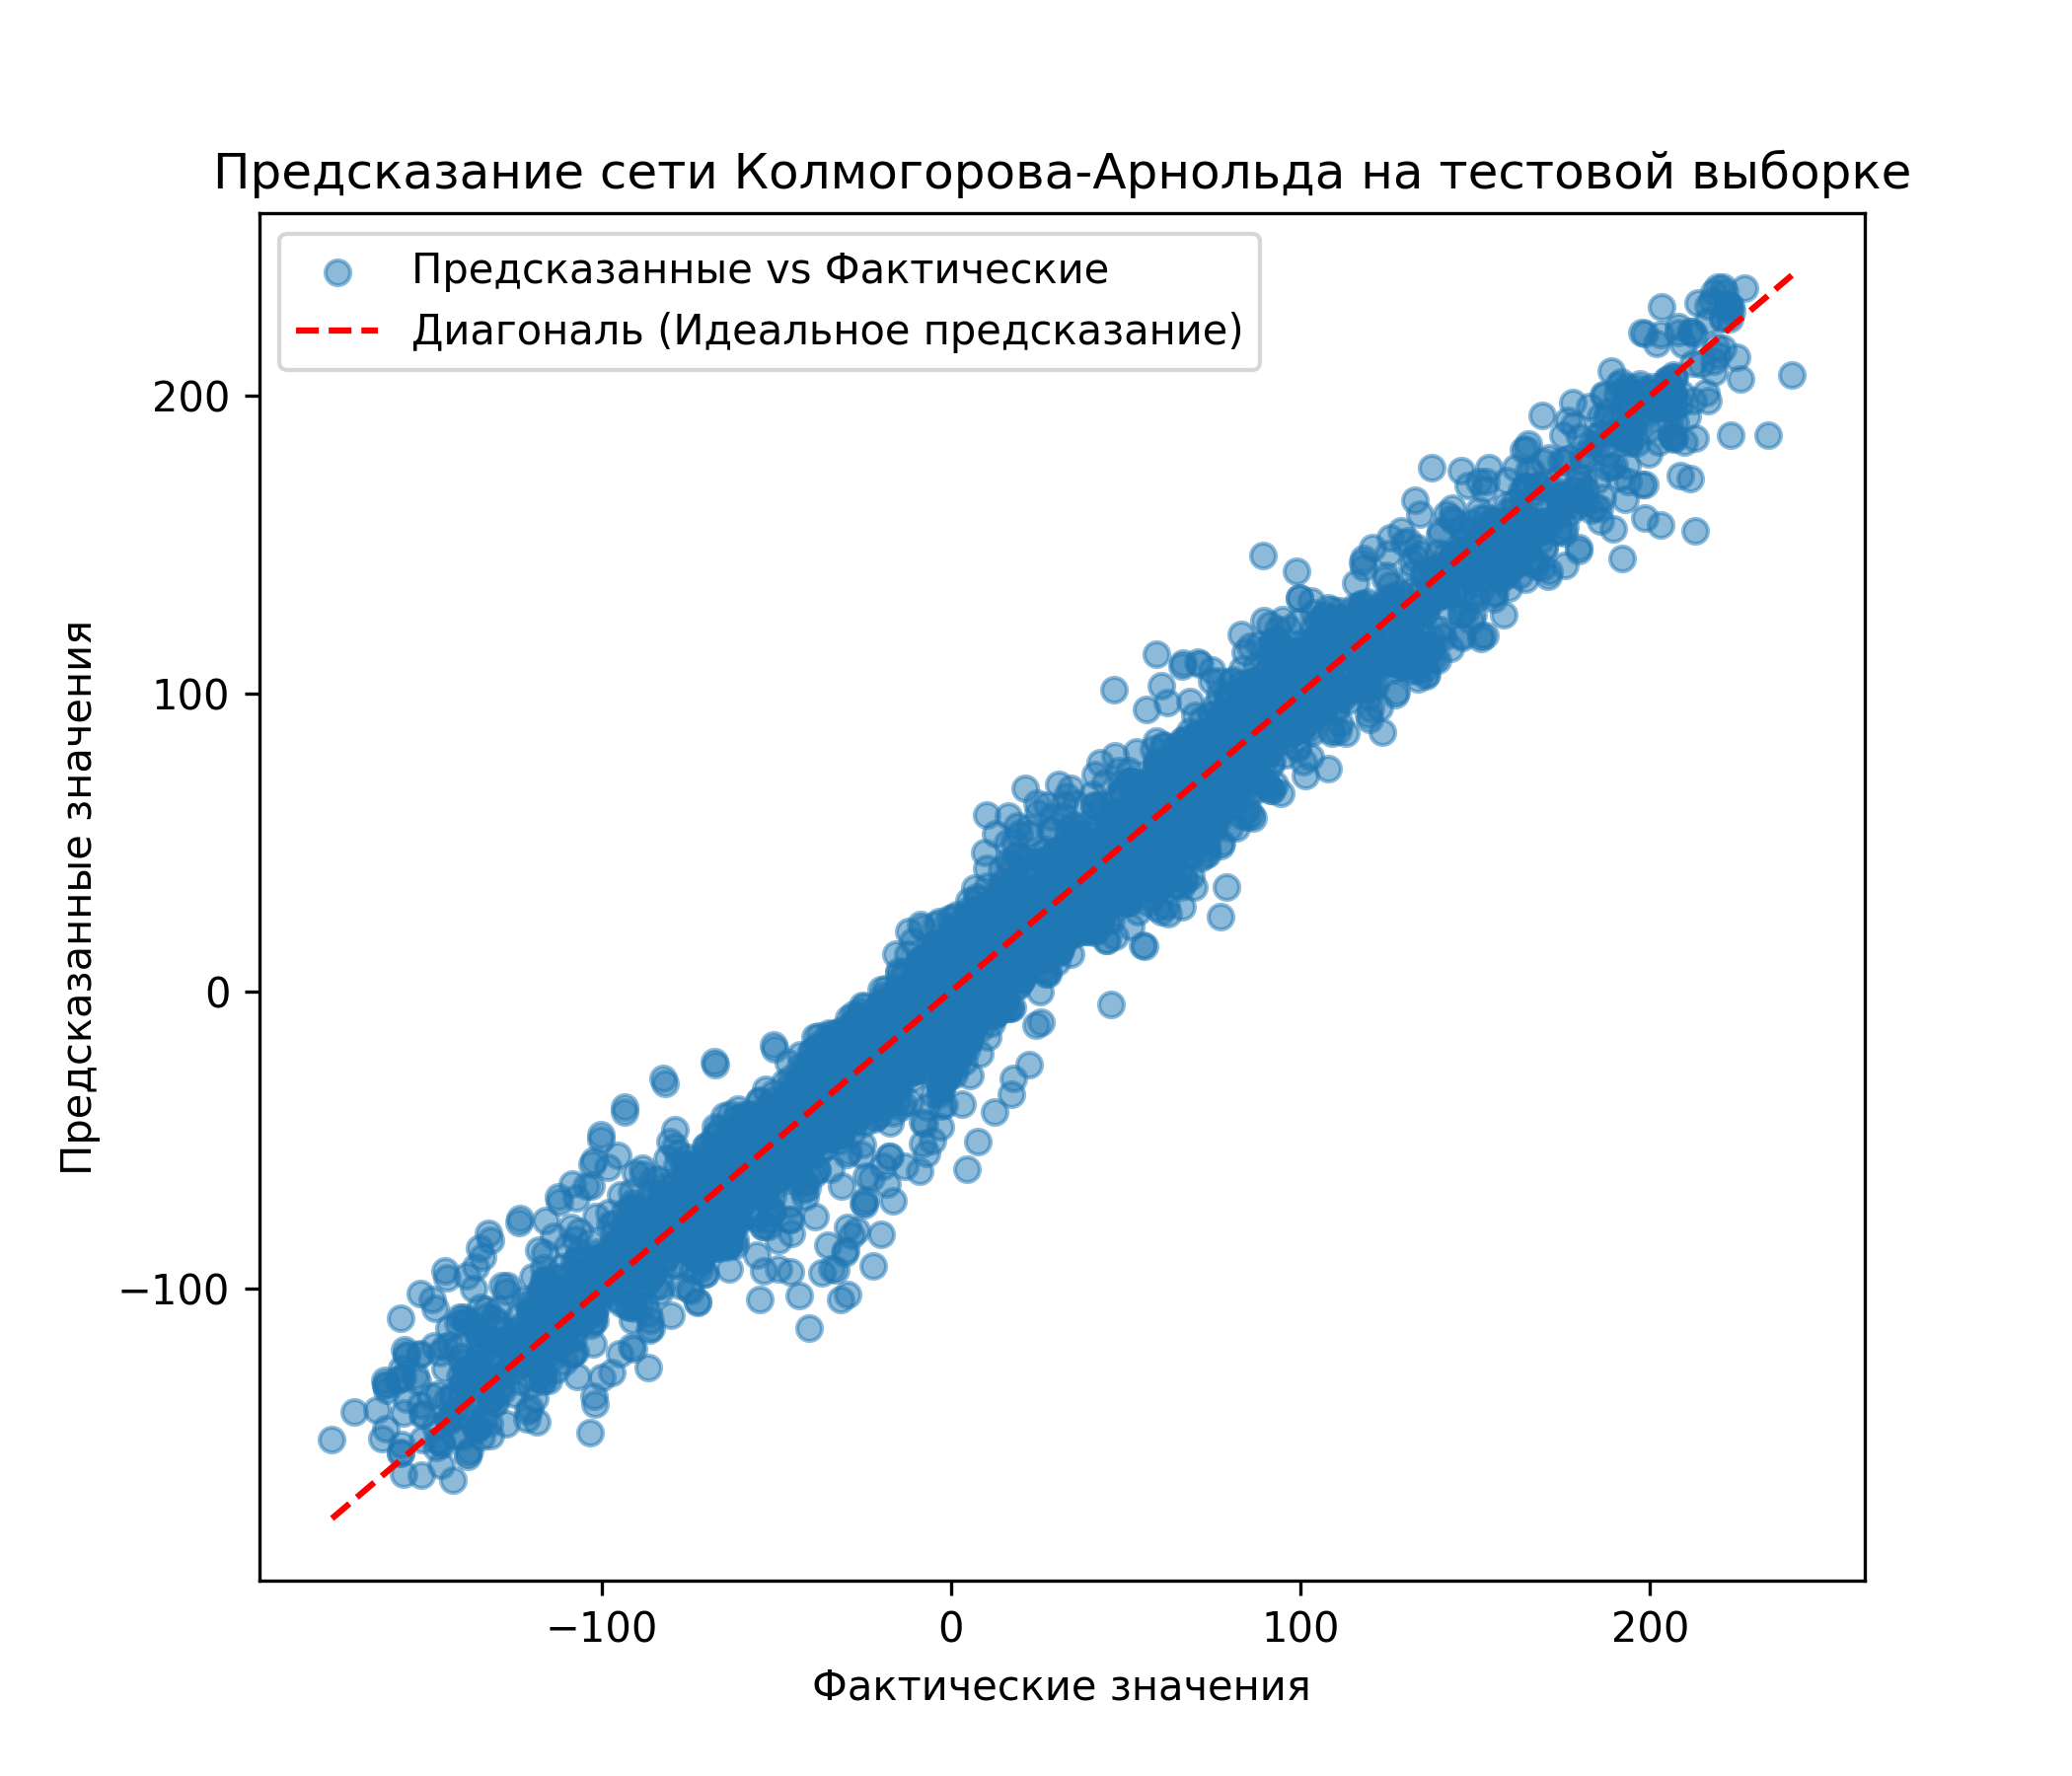 Предсказание сети Колмогорова-Арнольда на тестовой выборке
Предсказанные vs Фактические
Диагональ (Идеальное предсказание)
Предсказанные значения
200
100
0
−100
−100
0
100
200
Фактические значения